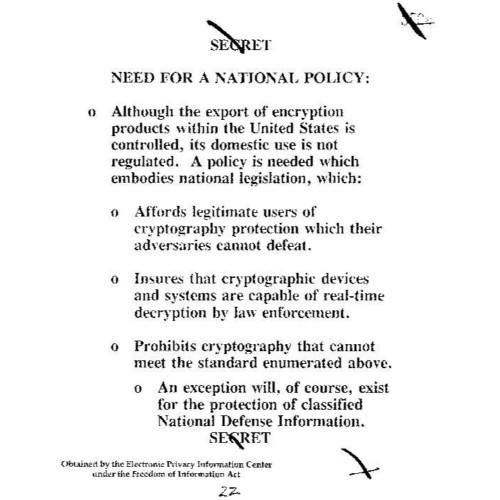 SECRET
NEED FOR A NATIONAL POLICY:
o Although the export of encryption
products within the United States is
controlled, its domestic use is not
regulated. A policy is needed which
embodies national legislation, which:
o Affords legitimate users of
cryptography protection which their
adversaries cannot defeat.
o Insures that cryptographic devices
and systems are capable of real-time
decryption by law enforcement.
o Prohibits cryptography that cannot
meet the standard enumerated above.
o An exception will, of course, exist
for the protection of classified
National Defense Information.
SECRET
Obtained by the Electronic Privacy Information Center
under the Freedom of Information Act
22